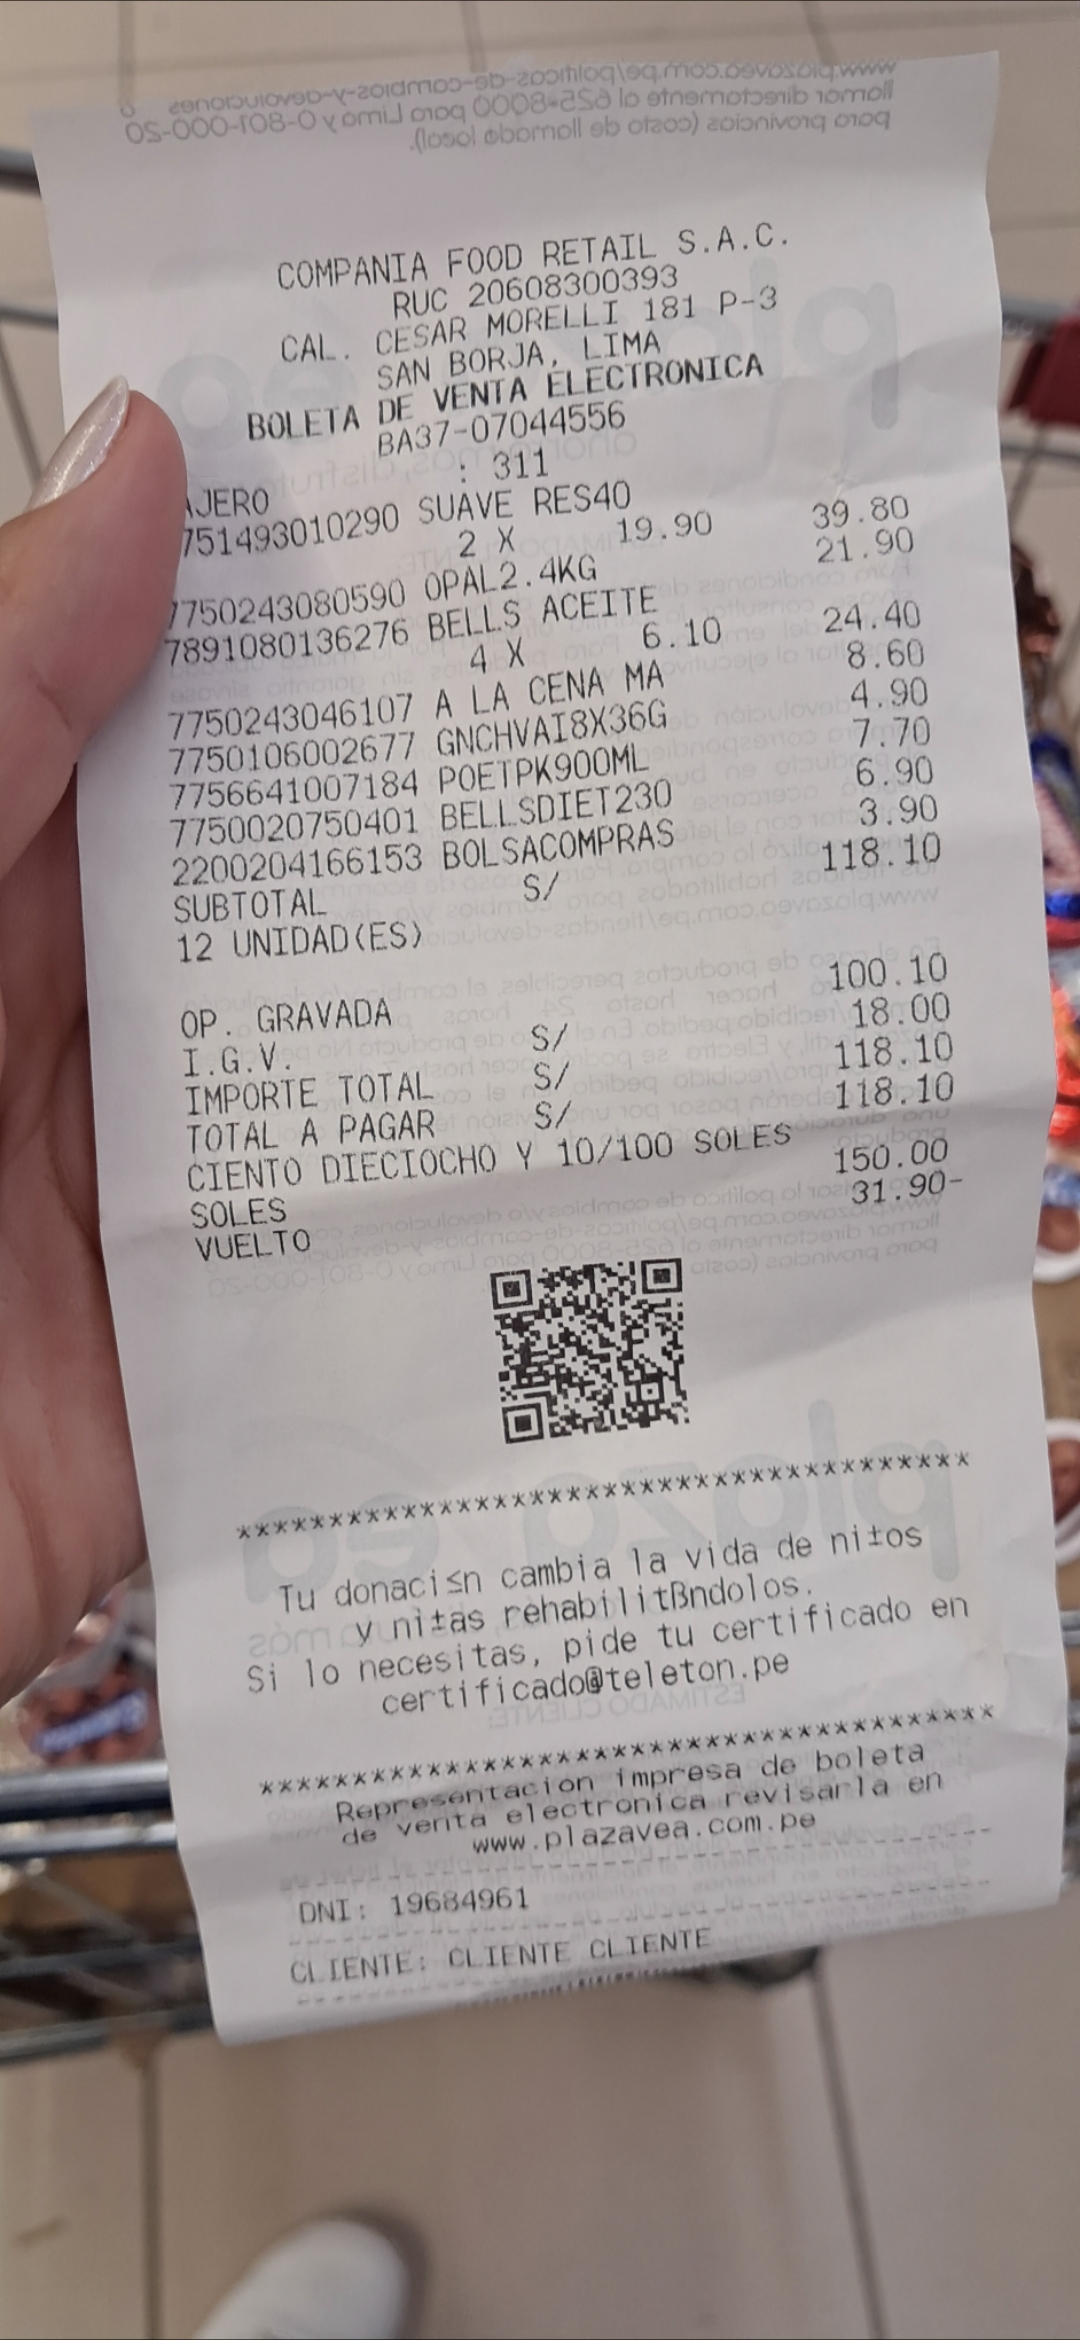 COMPANIA FOOD RETAIL S.A.C.
RUC 20608300393
CAL. CESAR MORELLI 181 P-3
SAN BORJA, LIMA
BOLETA DE VENTA ELECTRONICA
BA37-07044556
AJERO : 311
751493010290 SUAVE RES40
2 X 19.90 39.80
7750243080590 OPAL2.4KG 21.90
7891080136276 BELLS ACEITE
4 X 6.10 24.40
7750243046107 A LA CENA MA 8.60
7750106002677 GNCHVAI8X36G 4.90
7756641007184 POETPK900ML 7.70
7750020750401 BELLSDIET230 6.90
2200204166153 BOLSACOMPRAS 3.90
SUBTOTAL S/ 118.10
12 UNIDAD(ES)
OP. GRAVADA 100.10
I.G.V. S/ 18.00
IMPORTE TOTAL S/ 118.10
TOTAL A PAGAR S/ 118.10
CIENTO DIECIOCHO Y 10/100 SOLES
SOLES 150.00
VUELTO 31.90-
***************************************
Tu donaci≤n cambia la vida de ni±os
y ni±as rehabilitßndolos.
Si lo necesitas, pide tu certificado en
certificado@teleton.pe
***************************************
Representacion impresa de boleta
de venta electronica revisarla en
www.plazavea.com.pe
DNI: 19684961
CLIENTE: CLIENTE CLIENTE